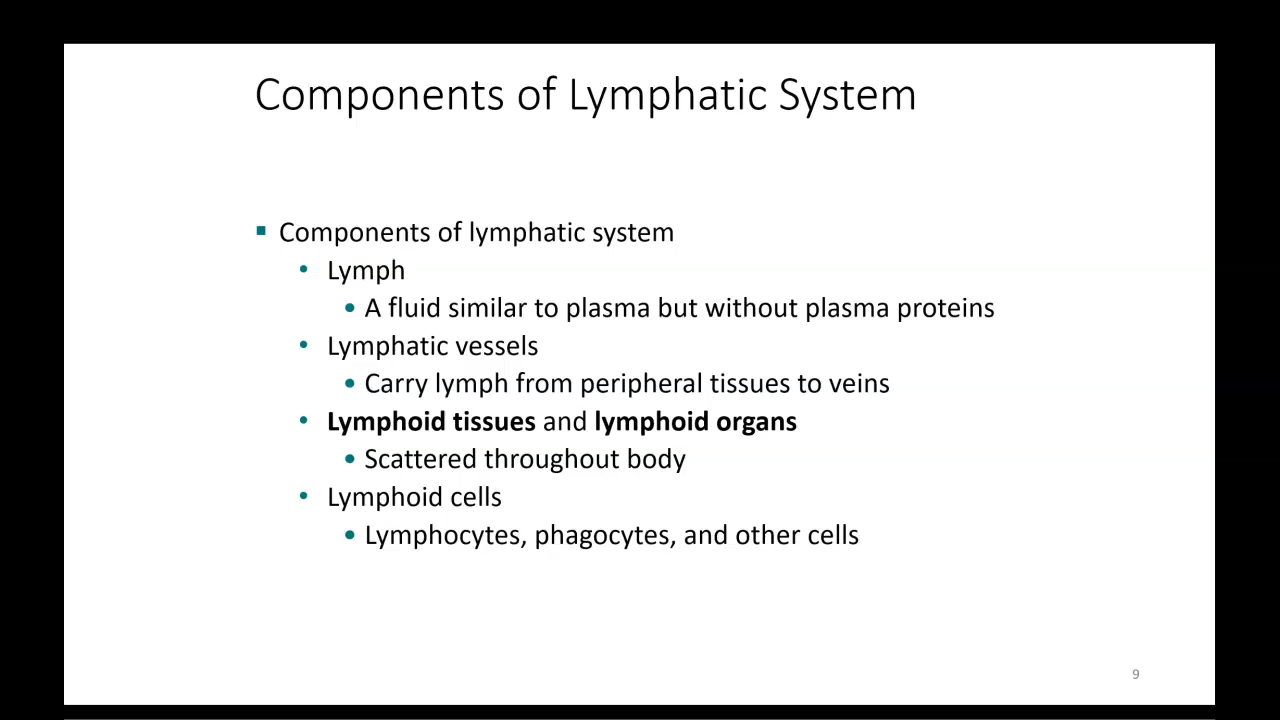 Components of Lymphatic System
▪ Components of lymphatic system
• Lymph
• A fluid similar to plasma but without plasma proteins
• Lymphatic vessels
• Carry lymph from peripheral tissues to veins
• Lymphoid tissues and lymphoid organs
• Scattered throughout body
• Lymphoid cells
• Lymphocytes, phagocytes, and other cells
9